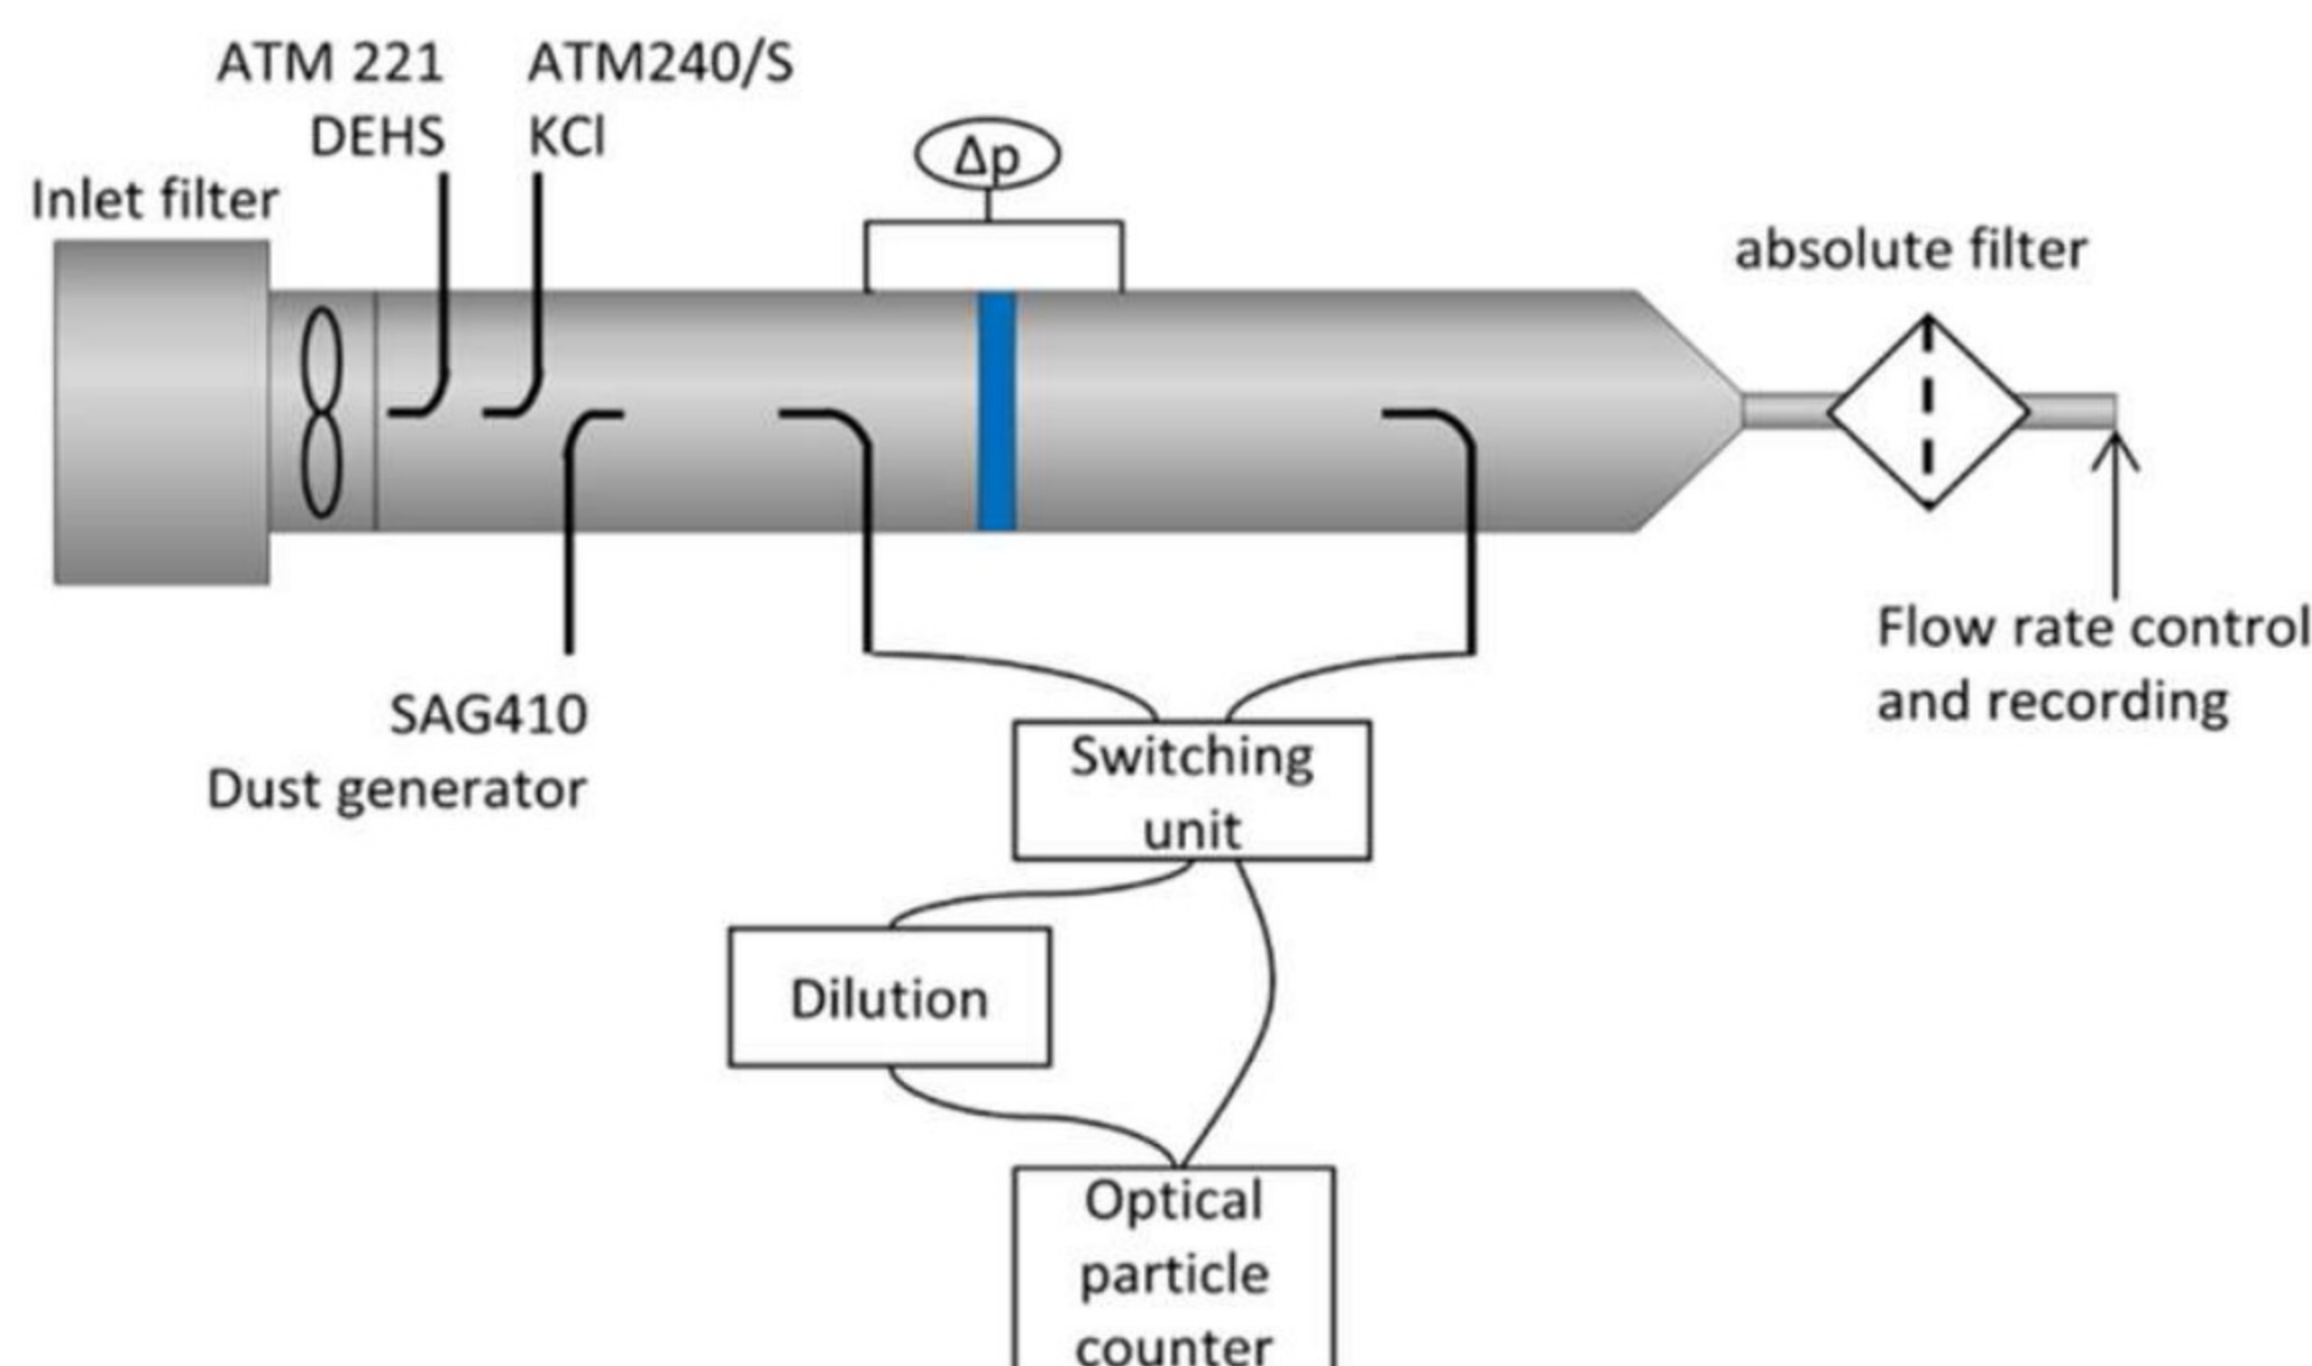 ATM 221
DEHS
ATM240/S
KCl
Inlet filter
Δp
absolute filter
Flow rate control
and recording
SAG410
Dust generator
Switching
unit
Dilution
Optical
particle
counter